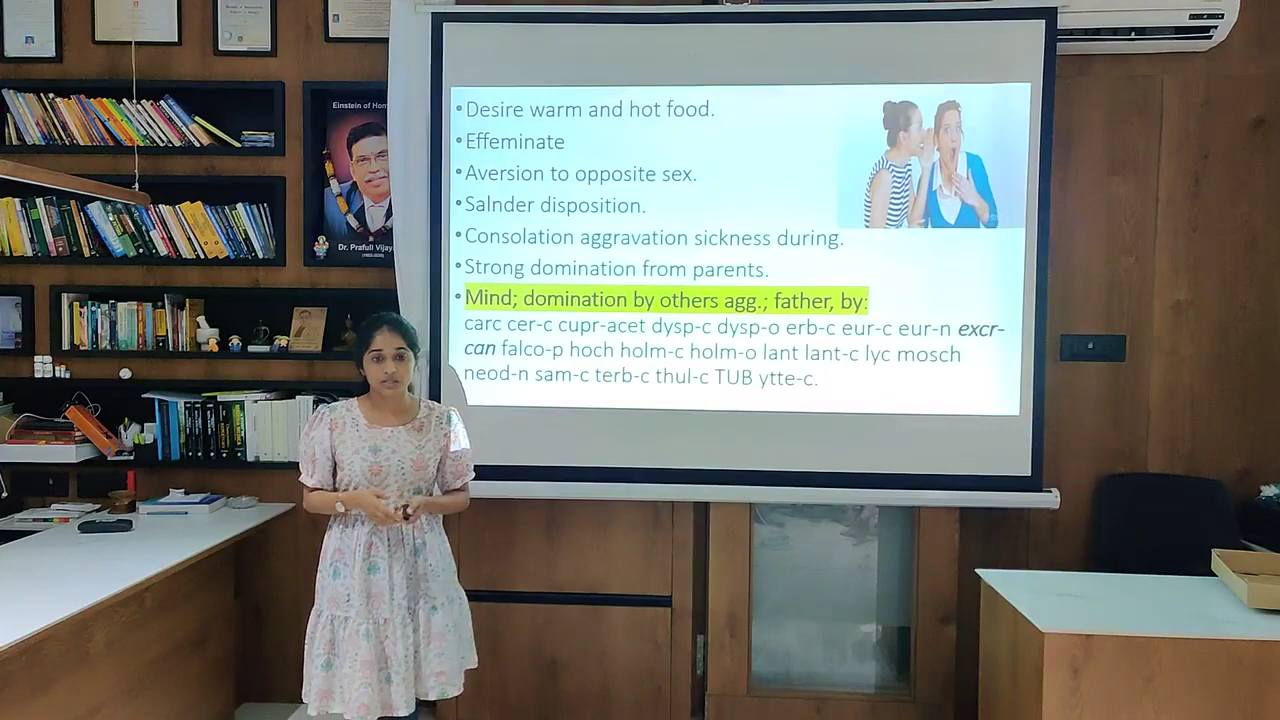 Einstein of Hom
Dr. Prafull Vijay
• Desire warm and hot food.
• Effeminate
• Aversion to opposite sex.
• Salnder disposition.
• Consolation aggravation sickness during.
• Strong domination from parents.
• Mind; domination by others agg.; father, by:
carc cer-c cupr-acet dysp-c dysp-o erb-c eur-c eur-n excr-
can falco-p hoch holm-c holm-o lant lant-c lyc mosch
neod-n sam-c terb-c thul-c TUB ytte-c.